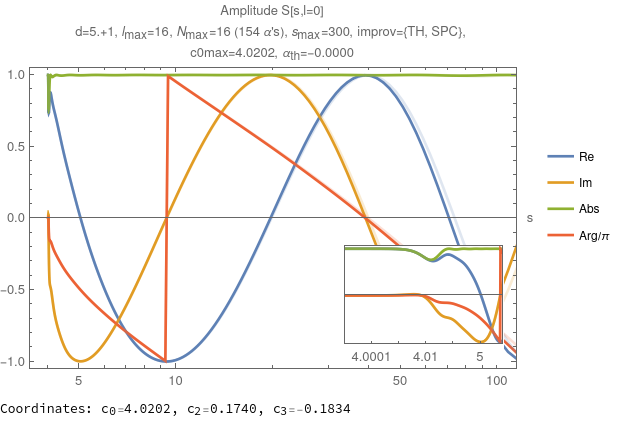 Amplitude S[s,l=0]
d=5.+1, lmax=16, Nmax=16 (154 α's), smax=300, improv={TH, SPC},
c0max=4.0202, αth=-0.0000
1.0
0.5
0.0
-0.5
-1.0
5
10
50
100
s
4.0001
4.01
5
Re
Im
Abs
Arg/π
Coordinates: c0=4.0202, c2=0.1740, c3=-0.1834